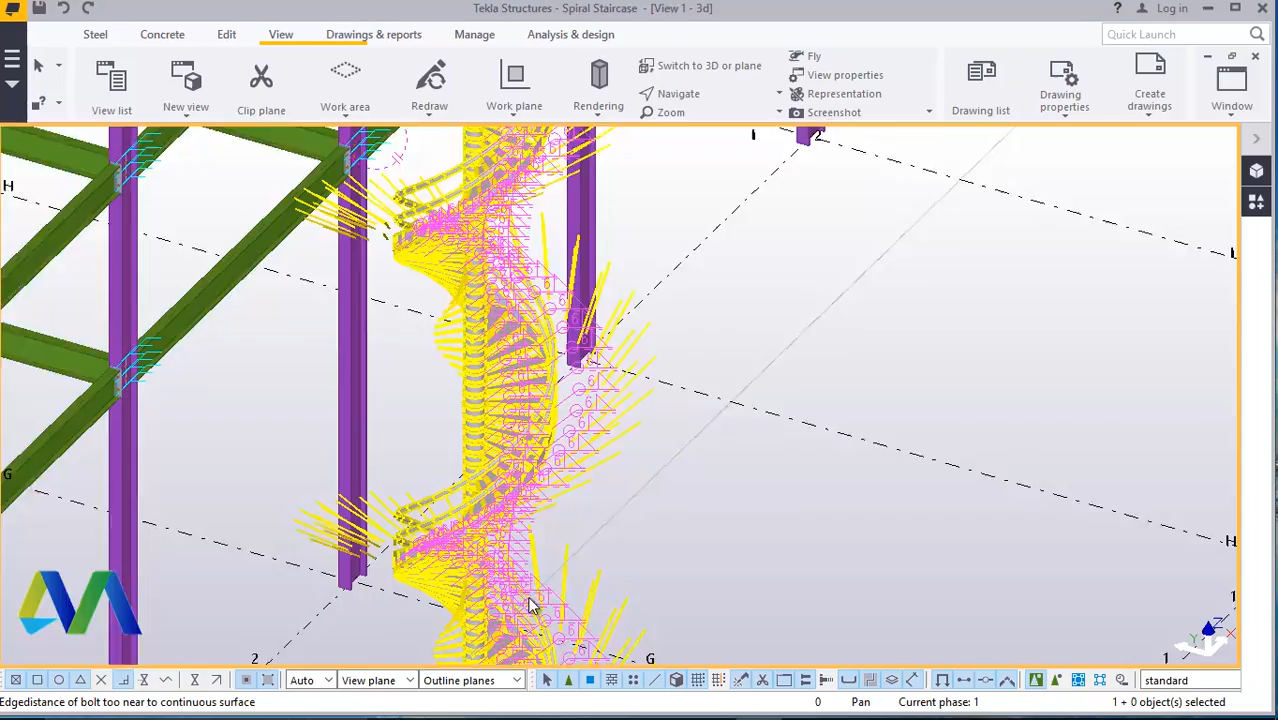 Tekla Structures - Spiral Staircase - [View 1 - 3d]
? Log in
Steel Concrete Edit View Drawings & reports Manage Analysis & design
Quick Launch
View list
New view
Clip plane
Work area
Redraw
Work plane
Rendering
Switch to 3D or plane
Navigate
Zoom
Fly
View properties
Representation
Screenshot
Drawing list
Drawing properties
Create drawings
Window
1 2
H
G
H
1
2 G 1
Z
Y X
6
Auto View plane Outline planes standard
Edgedistance of bolt too near to continuous surface 0 Pan Current phase: 1 1 + 0 object(s) selected